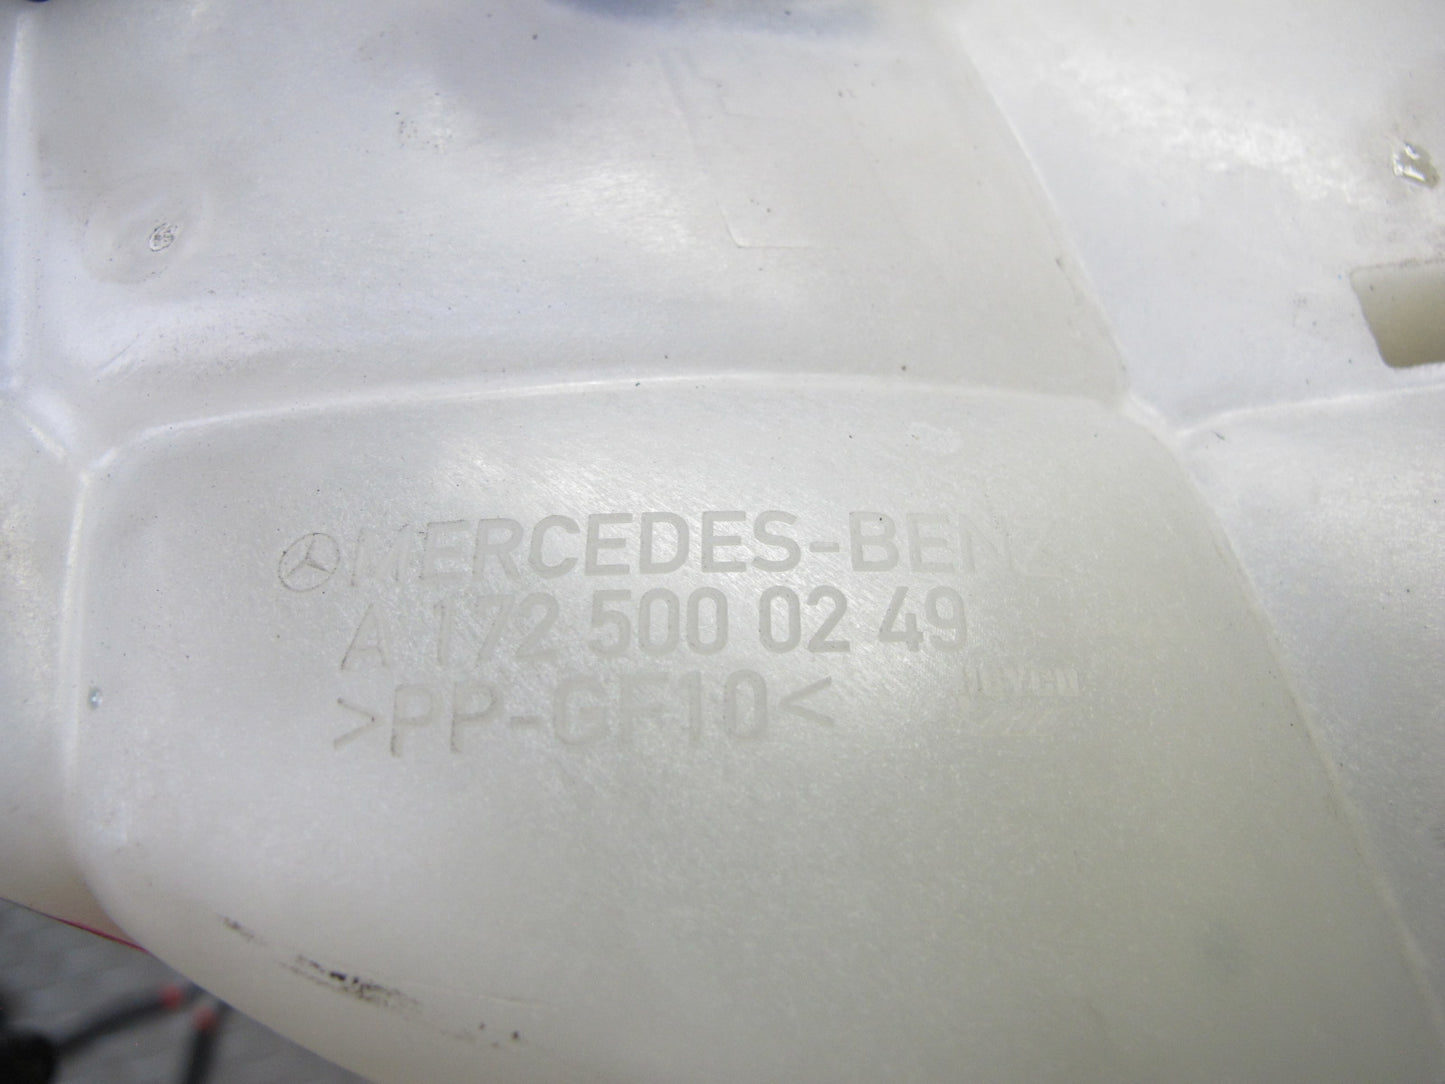 MERCEDES-BENZ
A 172 500 02 49
>PP-GF10<